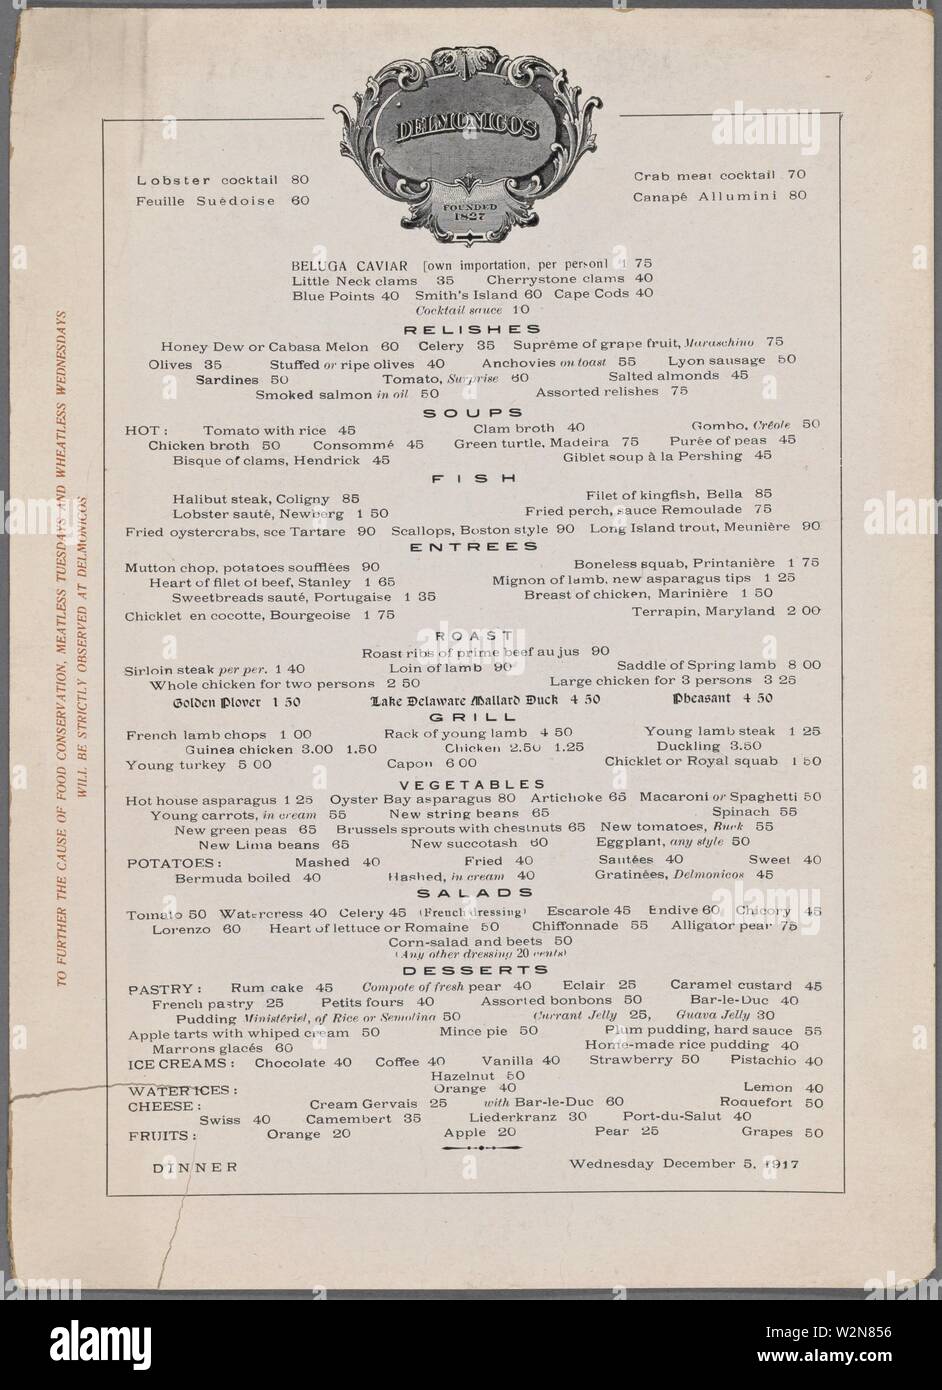 DELMONICOS
FOUNDED
1827
Lobster cocktail 80 Crab meat cocktail 70
Feuille Suédoise 60 Canapé Allumini 80
BELUGA CAVIAR [own importation, per person] 1 75
Little Neck clams 35 Cherrystone clams 40
Blue Points 40 Smith's Island 60 Cape Cods 40
Cocktail sauce 10
RELISHES
Honey Dew or Cabasa Melon 60 Celery 35 Suprême of grape fruit, Maraschino 75
Olives 35 Stuffed or ripe olives 40 Anchovies on toast 55 Lyon sausage 50
Sardines 50 Tomato, Surprise 60 Salted almonds 45
Smoked salmon in oil 50 Assorted relishes 75
SOUPS
HOT: Tomato with rice 45 Clam broth 40 Gombo, Créole 50
Chicken broth 50 Consommé 45 Green turtle, Madeira 75 Purée of peas 45
Bisque of clams, Hendrick 45 Giblet soup à la Pershing 45
FISH
Halibut steak, Coligny 85 Filet of kingfish, Bella 85
Lobster sauté, Newberg 1 50 Fried perch, sauce Remoulade 75
Fried oystercrabs, sce Tartare 90 Scallops, Boston style 90 Long Island trout, Meunière 90
ENTREES
Mutton chop, potatoes soufflées 90 Boneless squab, Printanière 1 75
Heart of filet of beef, Stanley 1 65 Mignon of lamb, new asparagus tips 1 25
Sweetbreads sauté, Portugaise 1 35 Breast of chicken, Marinière 1 50
Chicklet en cocotte, Bourgeoise 1 75 Terrapin, Maryland 2 00
ROAST
Roast ribs of prime beef au jus 90
Sirloin steak per per. 1 40 Loin of lamb 90 Saddle of Spring lamb 8 00
Whole chicken for two persons 2 50 Large chicken for 3 persons 3 25
Golden Plover 1 50 Lake Delaware Mallard Duck 4 50 Pheasant 4 50
GRILL
French lamb chops 1 00 Rack of young lamb 4 50 Young lamb steak 1 25
Guinea chicken 3.00 1.50 Chicken 2.50 1.25 Duckling 3.50
Young turkey 5 00 Capon 6 00 Chicklet or Royal squab 1 50
VEGETABLES
Hot house asparagus 1 25 Oyster Bay asparagus 80 Artichoke 65 Macaroni or Spaghetti 50
Young carrots, in cream 55 New string beans 65 Spinach 55
New green peas 65 Brussels sprouts with chestnuts 65 New tomatoes, Burk 55
New Lima beans 65 New succotash 60 Eggplant, any style 50
POTATOES: Mashed 40 Fried 40 Sautées 40 Sweet 40
Bermuda boiled 40 Hashed, in cream 40 Gratinées, Delmonicos 45
SALADS
Tomato 50 Watercress 40 Celery 45 (French dressing) Escarole 45 Endive 60 Chicory 45
Lorenzo 60 Heart of lettuce or Romaine 50 Chiffonnade 55 Alligator pear 75
Corn-salad and beets 50
(Any other dressing 20 cents)
DESSERTS
PASTRY: Rum cake 45 Compote of fresh pear 40 Eclair 25 Caramel custard 45
French pastry 25 Petits fours 40 Assorted bonbons 50 Bar-le-Duc 40
Pudding Ministériel, of Rice or Semolina 50 Currant Jelly 25, Guava Jelly 30
Apple tarts with whiped cream 50 Mince pie 50 Plum pudding, hard sauce 55
Marrons glacés 60 Home-made rice pudding 40
ICE CREAMS: Chocolate 40 Coffee 40 Vanilla 40 Strawberry 50 Pistachio 40
Hazelnut 50
WATER ICES: Orange 40 Lemon 40
CHEESE: Cream Gervais 25 with Bar-le-Duc 60 Roquefort 50
Swiss 40 Camembert 35 Liederkranz 30 Port-du-Salut 40
FRUITS: Orange 20 Apple 20 Pear 25 Grapes 50
DINNER Wednesday December 5, 1917
TO FURTHER THE CAUSE OF FOOD CONSERVATION, MEATLESS TUESDAYS AND WHEATLESS WEDNESDAYS
WILL BE STRICTLY OBSERVED AT DELMONICOS
alamy
Image ID: W2N856
www.alamy.com